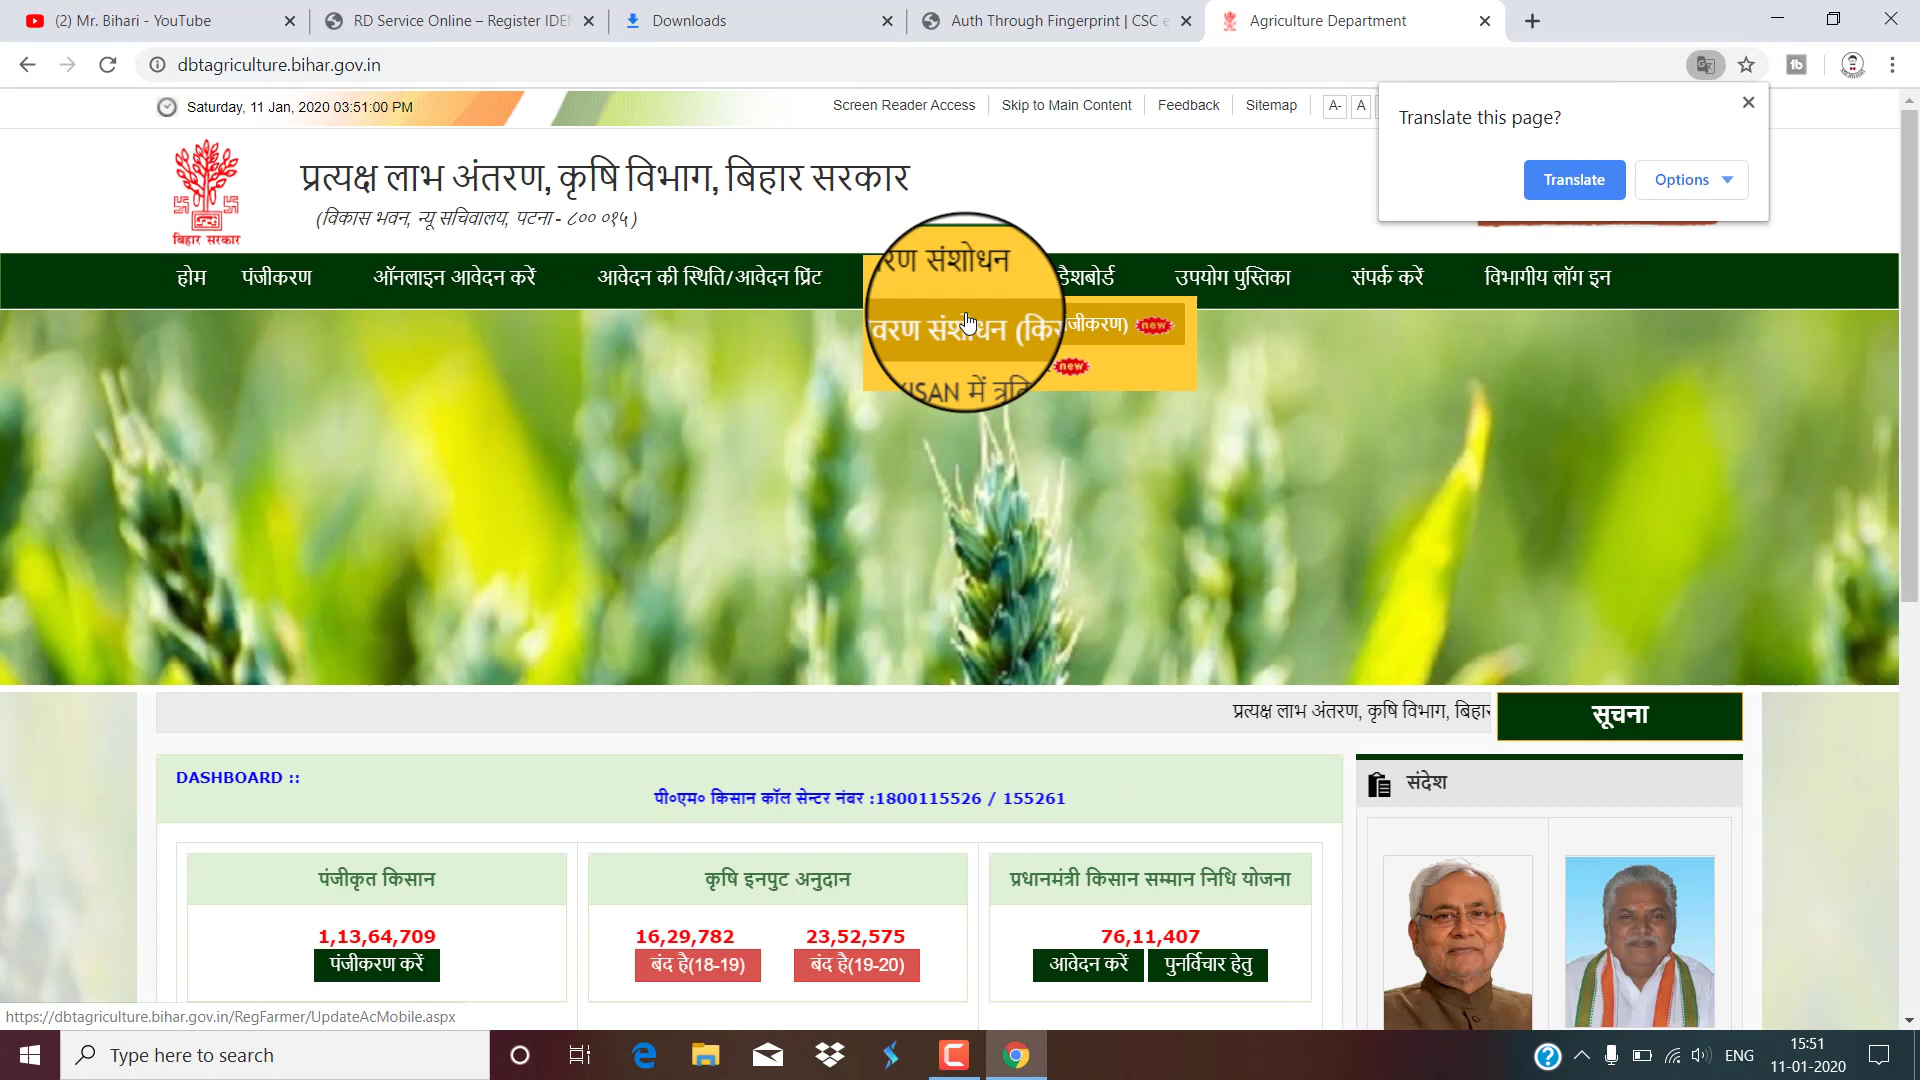 (2) Mr. Bihari - YouTube
RD Service Online – Register IDE
Downloads
Auth Through Fingerprint | CSC e
Agriculture Department
dbtagriculture.bihar.gov.in
Saturday, 11 Jan, 2020 03:51:00 PM
Screen Reader Access
Skip to Main Content
Feedback
Sitemap
A-
A
Translate this page?
Translate
Options
प्रत्यक्ष लाभ अंतरण, कृषि विभाग, बिहार सरकार
(विकास भवन, न्यू सचिवालय, पटना - ८०० ०१५)
बिहार सरकार
होम
पंजीकरण
ऑनलाइन आवेदन करें
आवेदन की स्थिति/आवेदन प्रिंट
रण संशोधन
डैशबोर्ड
उपयोग पुस्तिका
संपर्क करें
विभागीय लॉग इन
वरण संशोधन (कि
जीकरण) new
new
ISAN में त्रु
प्रत्यक्ष लाभ अंतरण, कृषि विभाग, बिहार
सूचना
DASHBOARD ::
पी०एम० किसान कॉल सेन्टर नंबर :1800115526 / 155261
संदेश
पंजीकृत किसान
कृषि इनपुट अनुदान
प्रधानमंत्री किसान सम्मान निधि योजना
1,13,64,709
16,29,782
23,52,575
76,11,407
पंजीकरण करें
बंद है(18-19)
बंद है(19-20)
आवेदन करें
पुनर्विचार हेतु
https://dbtagriculture.bihar.gov.in/RegFarmer/UpdateAcMobile.aspx
Type here to search
ENG
15:51
11-01-2020